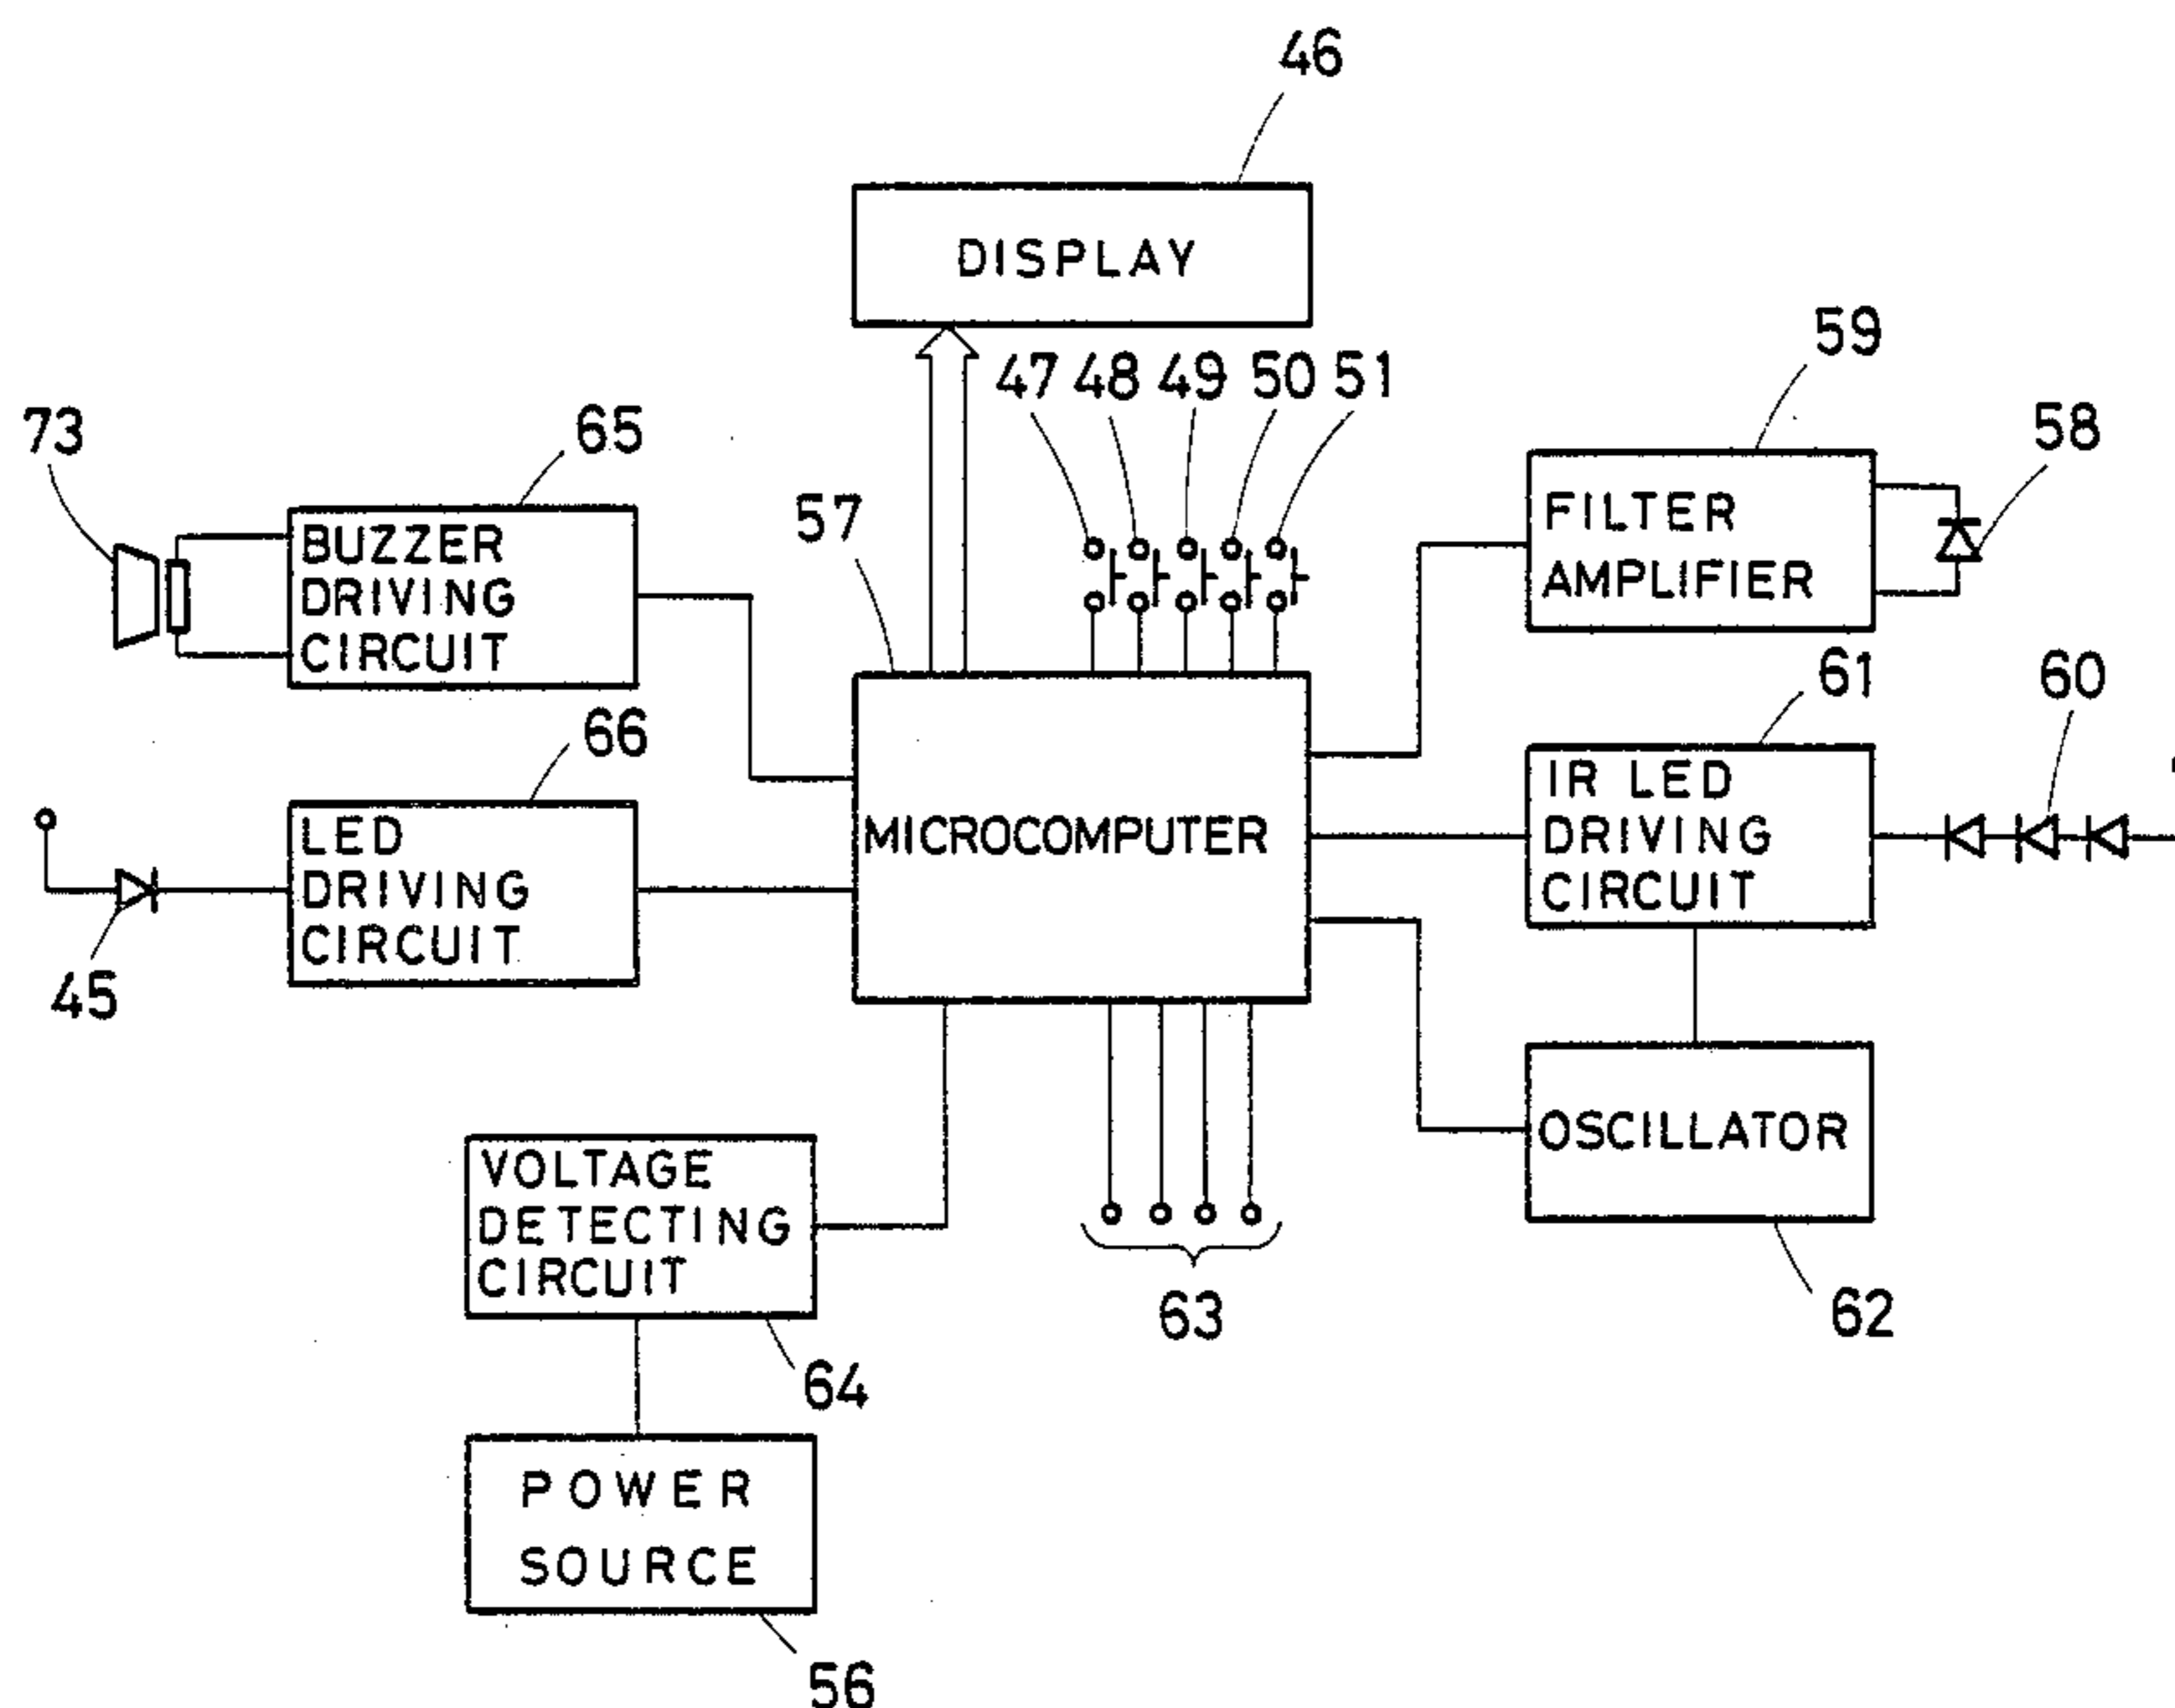 46
DISPLAY
47 48 49 50 51
59
58
73
65
57
BUZZER
DRIVING
CIRCUIT
FILTER
AMPLIFIER
66
61
60
LED
DRIVING
CIRCUIT
MICROCOMPUTER
IR LED
DRIVING
CIRCUIT
45
VOLTAGE
DETECTING
CIRCUIT
OSCILLATOR
63
62
64
POWER
SOURCE
56